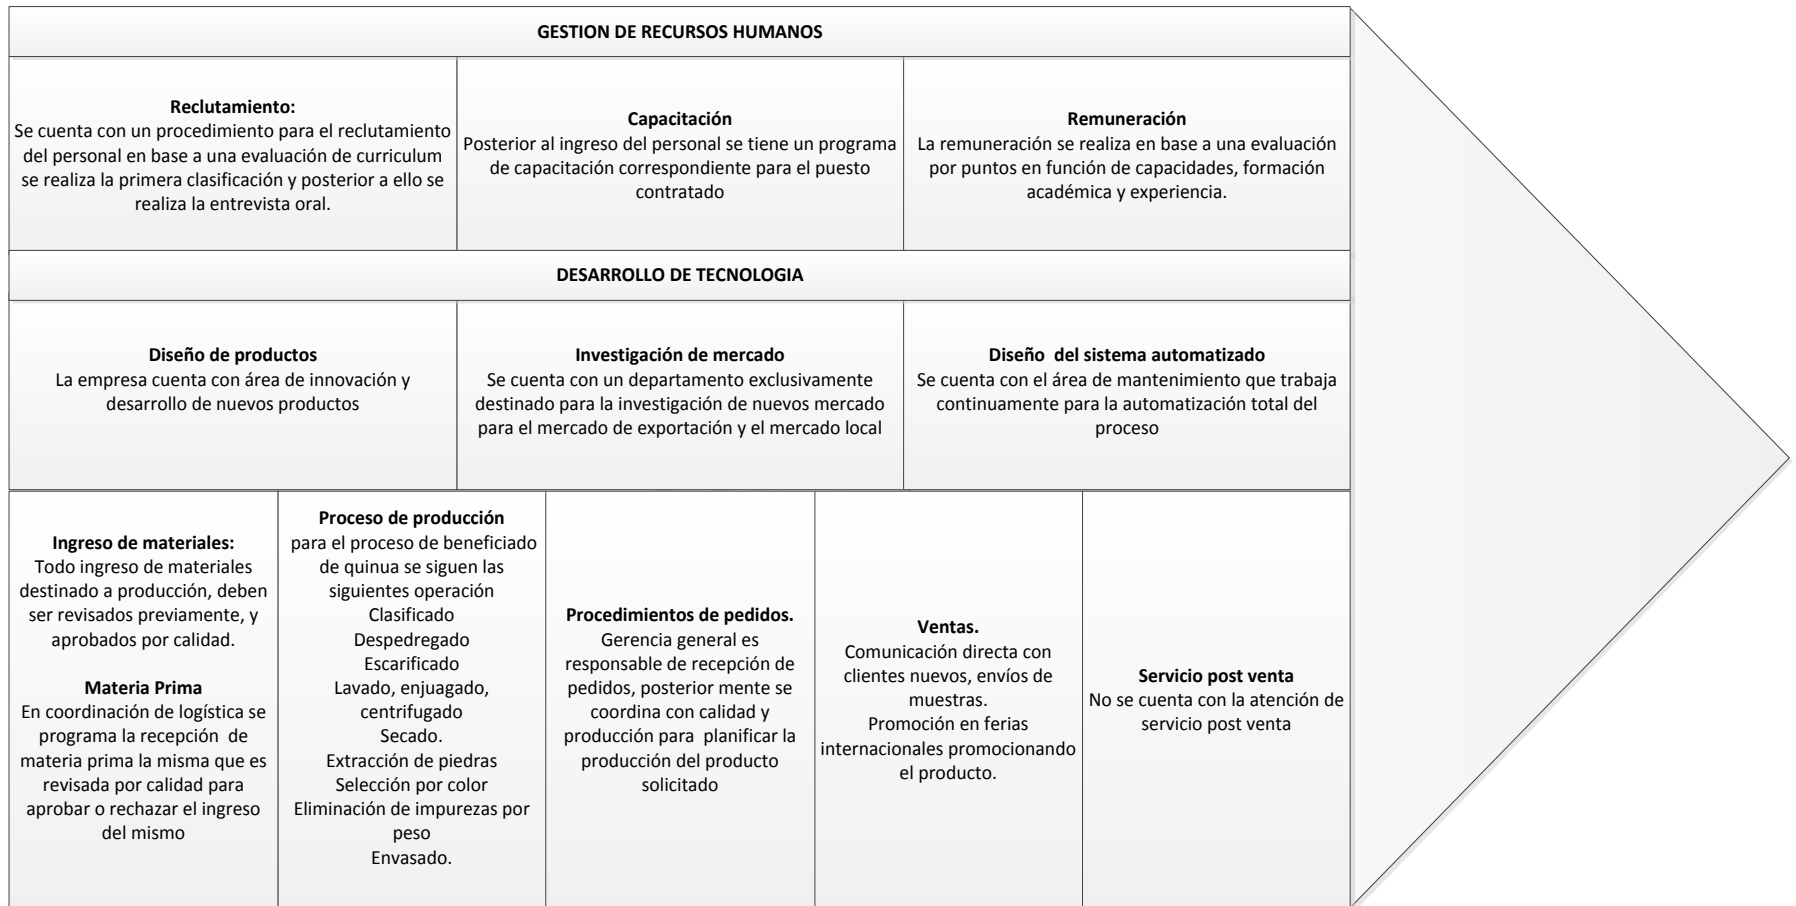 GESTION DE RECURSOS HUMANOS
Reclutamiento:
Se cuenta con un procedimiento para el reclutamiento
del personal en base a una evaluación de curriculum
se realiza la primera clasificación y posterior a ello se
realiza la entrevista oral.
Capacitación
Posterior al ingreso del personal se tiene un programa
de capacitación correspondiente para el puesto
contratado
Remuneración
La remuneración se realiza en base a una evaluación
por puntos en función de capacidades, formación
académica y experiencia.
DESARROLLO DE TECNOLOGIA
Diseño de productos
La empresa cuenta con área de innovación y
desarrollo de nuevos productos
Investigación de mercado
Se cuenta con un departamento exclusivamente
destinado para la investigación de nuevos mercado
para el mercado de exportación y el mercado local
Diseño del sistema automatizado
Se cuenta con el área de mantenimiento que trabaja
continuamente para la automatización total del
proceso
Ingreso de materiales:
Todo ingreso de materiales
destinado a producción, deben
ser revisados previamente, y
aprobados por calidad.
Materia Prima
En coordinación de logística se
programa la recepción de
materia prima la misma que es
revisada por calidad para
aprobar o rechazar el ingreso
del mismo
Proceso de producción
para el proceso de beneficiado
de quinua se siguen las
siguientes operación
Clasificado
Despedregado
Escarificado
Lavado, enjuagado,
centrifugado
Secado.
Extracción de piedras
Selección por color
Eliminación de impurezas por
peso
Envasado.
Procedimientos de pedidos.
Gerencia general es
responsable de recepción de
pedidos, posterior mente se
coordina con calidad y
producción para planificar la
producción del producto
solicitado
Ventas.
Comunicación directa con
clientes nuevos, envíos de
muestras.
Promoción en ferias
internacionales promocionando
el producto.
Servicio post venta
No se cuenta con la atención de
servicio post venta